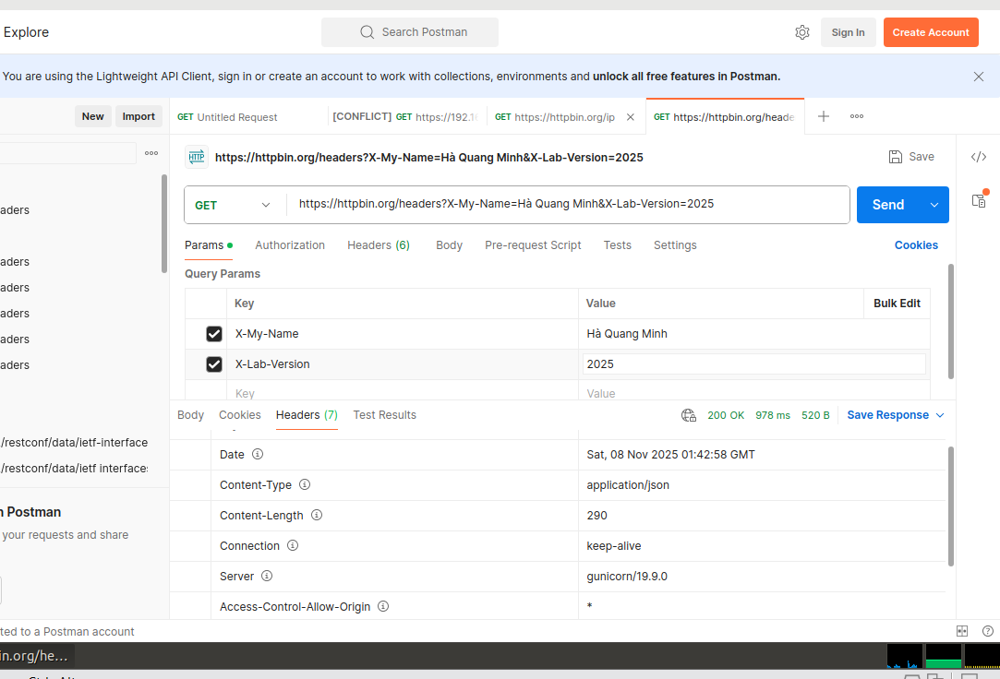 Explore
Search Postman
Sign In
Create Account
You are using the Lightweight API Client, sign in or create an account to work with collections, environments and unlock all free features in Postman.
New
Import
GET Untitled Request
[CONFLICT] GET https://192.1
GET https://httpbin.org/ip
GET https://httpbin.org/heade
HTTP
https://httpbin.org/headers?X-My-Name=Hà Quang Minh&X-Lab-Version=2025
Save
GET
https://httpbin.org/headers?X-My-Name=Hà Quang Minh&X-Lab-Version=2025
Send
Params
Authorization
Headers (6)
Body
Pre-request Script
Tests
Settings
Cookies
Query Params
Key
Value
Bulk Edit
X-My-Name
Hà Quang Minh
X-Lab-Version
2025
Key
Value
Body
Cookies
Headers (7)
Test Results
200 OK
978 ms
520 B
Save Response
Date
Sat, 08 Nov 2025 01:42:58 GMT
Content-Type
application/json
Content-Length
290
Connection
keep-alive
Server
gunicorn/19.9.0
Access-Control-Allow-Origin
*
aders
aders
aders
aders
aders
aders
/restconf/data/ietf-interface
/restconf/data/ietf interface
n Postman
your requests and share
ted to a Postman account
in.org/he...